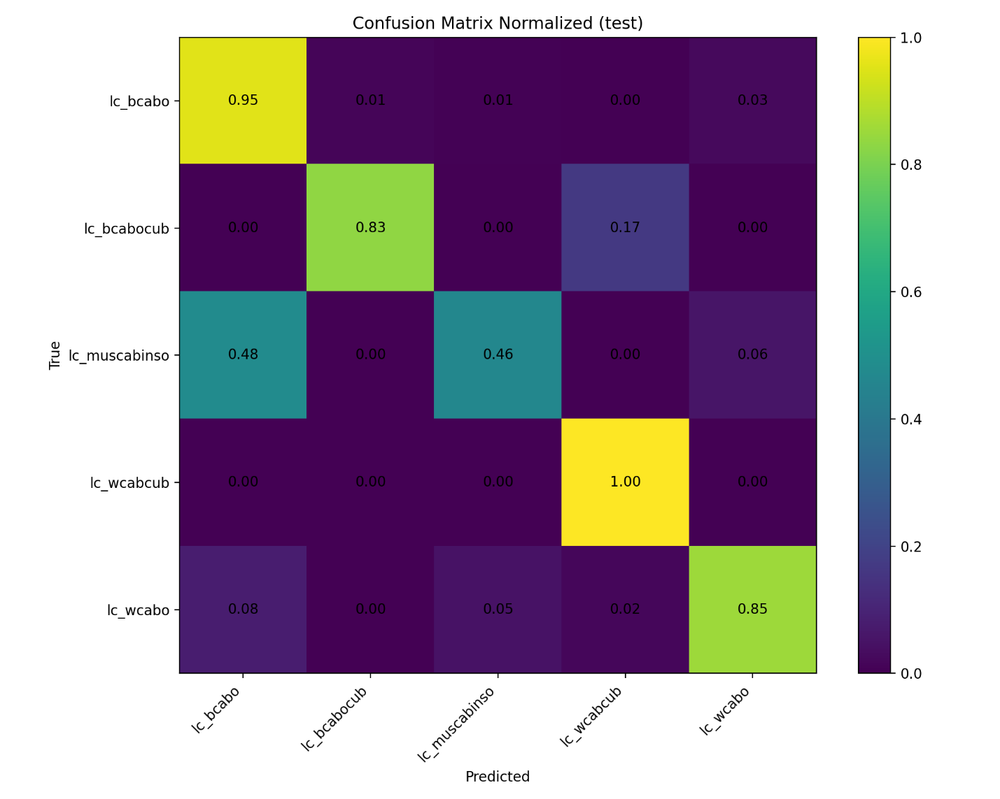 Confusion Matrix Normalized (test)
True
lc_bcabo 0.95 0.01 0.01 0.00 0.03
lc_bcabocub 0.00 0.83 0.00 0.17 0.00
lc_muscabinso 0.48 0.00 0.46 0.00 0.06
lc_wcabcub 0.00 0.00 0.00 1.00 0.00
lc_wcabo 0.08 0.00 0.05 0.02 0.85
lc_bcabo lc_bcabocub lc_muscabinso lc_wcabcub lc_wcabo
Predicted
1.0
0.8
0.6
0.4
0.2
0.0